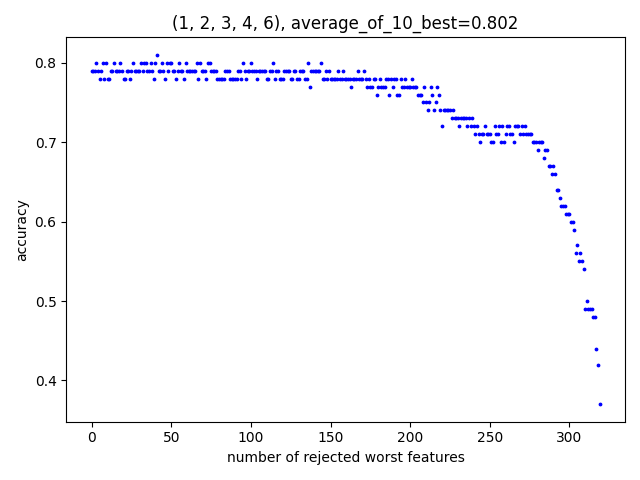 (1, 2, 3, 4, 6), average_of_10_best=0.802
0.8
0.7
0.6
0.5
0.4
accuracy
0 50 100 150 200 250 300
number of rejected worst features